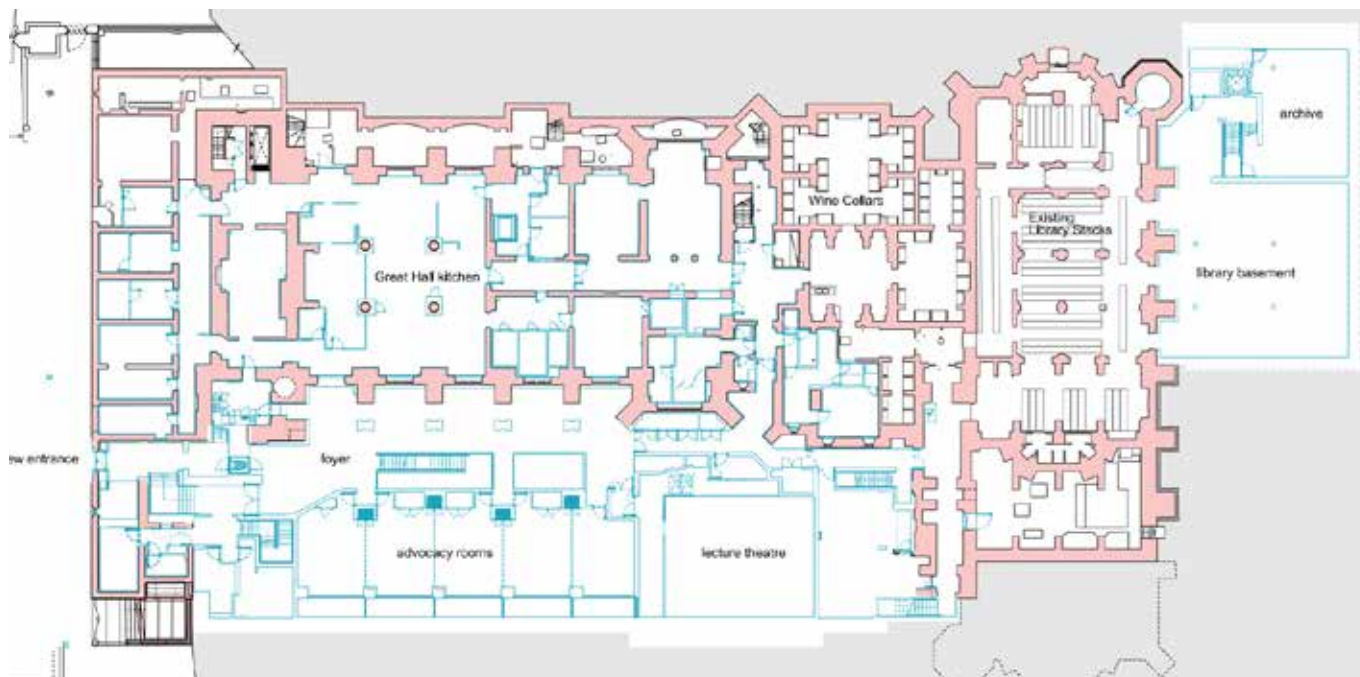 archive
Wine Cellars
Existing
Library Stacks
Great Hall kitchen
library basement
ew entrance
foyer
advocacy rooms
lecture theatre